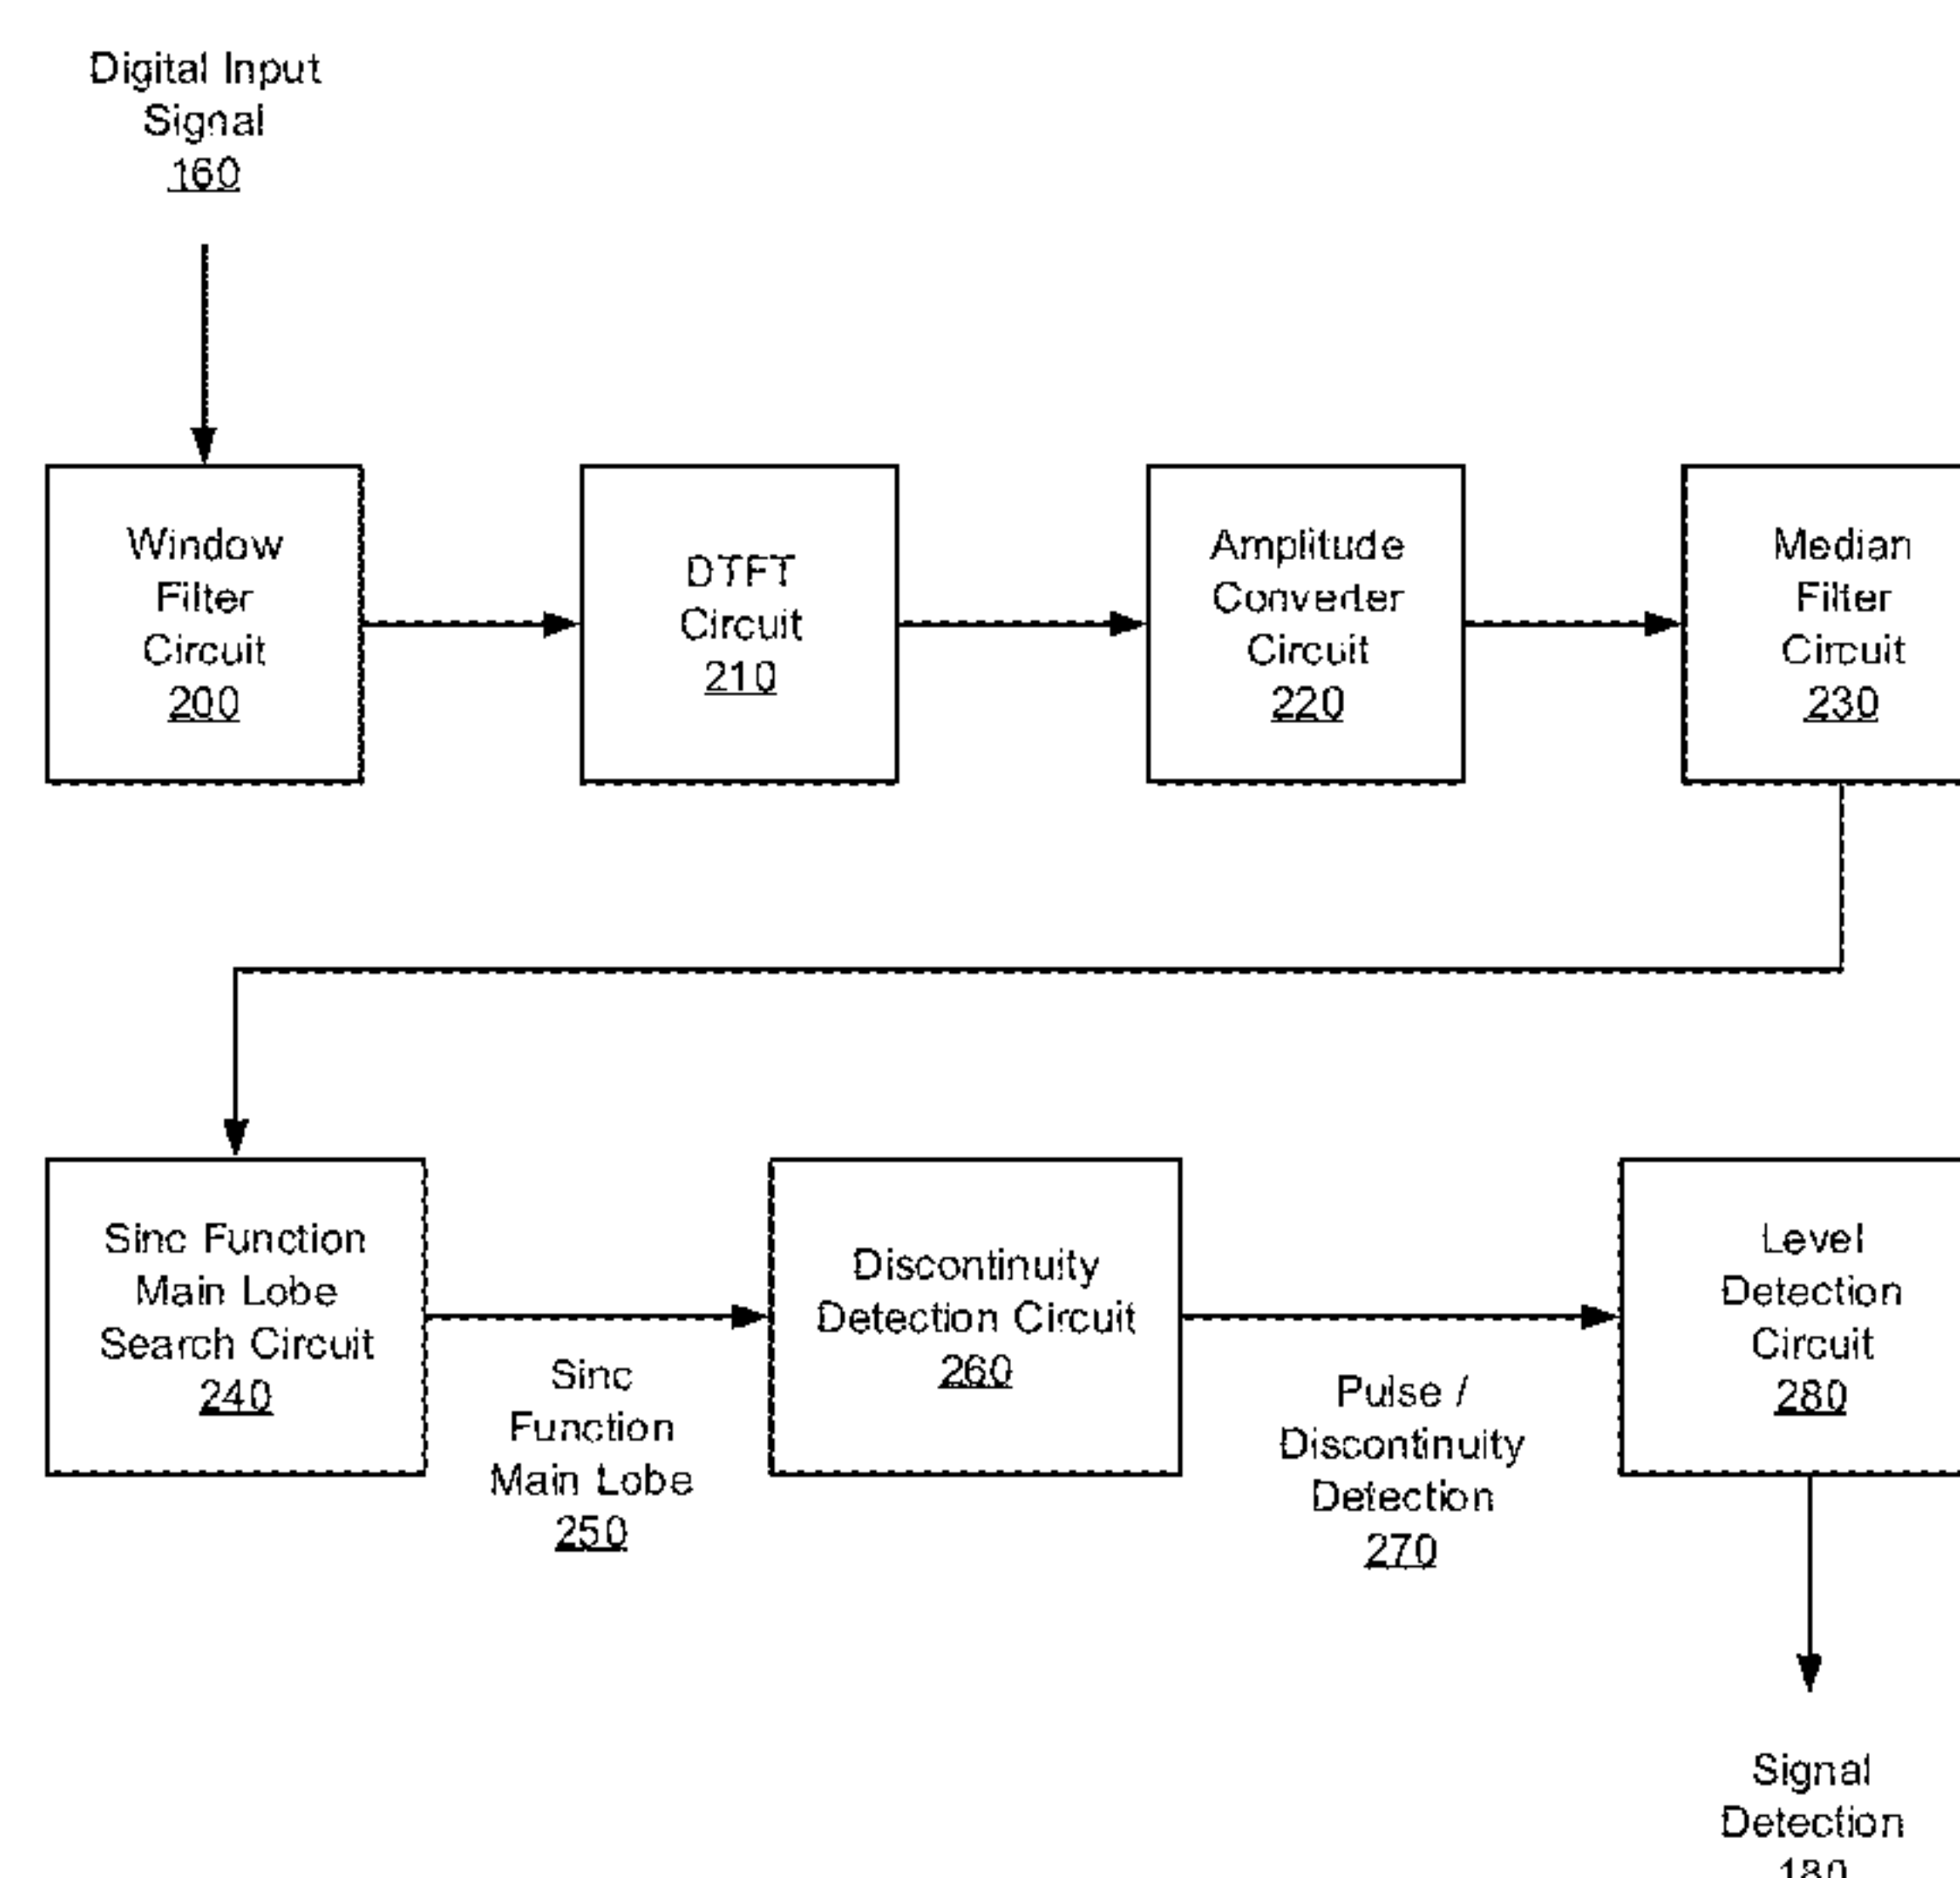 Digital Input
Signal
160
Window
Filter
Circuit
200
DTFT
Circuit
210
Amplitude
Converter
Circuit
220
Median
Filter
Circuit
230
Sinc Function
Main Lobe
Search Circuit
240
Sinc
Function
Main Lobe
250
Discontinuity
Detection Circuit
260
Pulse /
Discontinuity
Detection
270
Level
Detection
Circuit
280
Signal
Detection
180